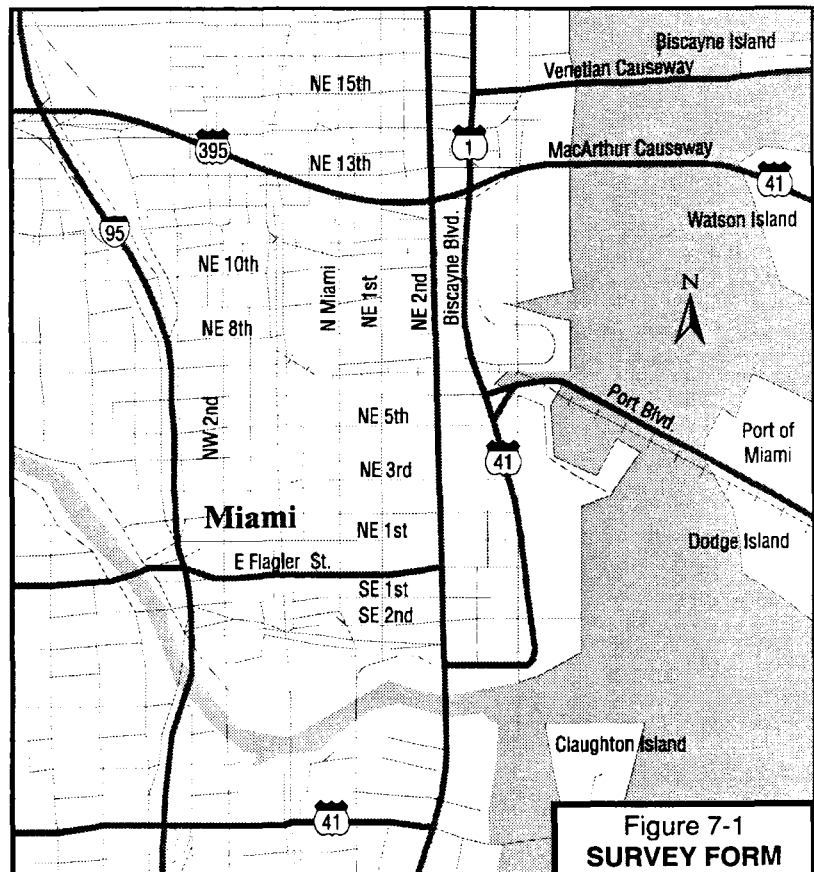 Biscayne Island
Venetian Causeway
NE 15th
395
1
NE 13th
MacArthur Causeway
41
Watson Island
95
NE 10th
N Miami
NE 1st
NE 2nd
Biscayne Blvd.
N
NE 8th
NW 2nd
NE 5th
Port Blvd.
Port of
Miami
41
NE 3rd
Miami
NE 1st
Dodge Island
E Flagler St.
SE 1st
SE 2nd
Claughton Island
41
Figure 7-1
SURVEY FORM